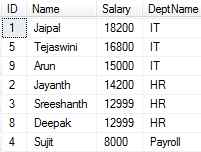 ID Name Salary DeptName
1 Jaipal 18200 IT
5 Tejaswini 16800 IT
9 Arun 15000 IT
2 Jayanth 14200 HR
3 Sreeshanth 12999 HR
8 Deepak 12999 HR
4 Sujit 8000 Payroll